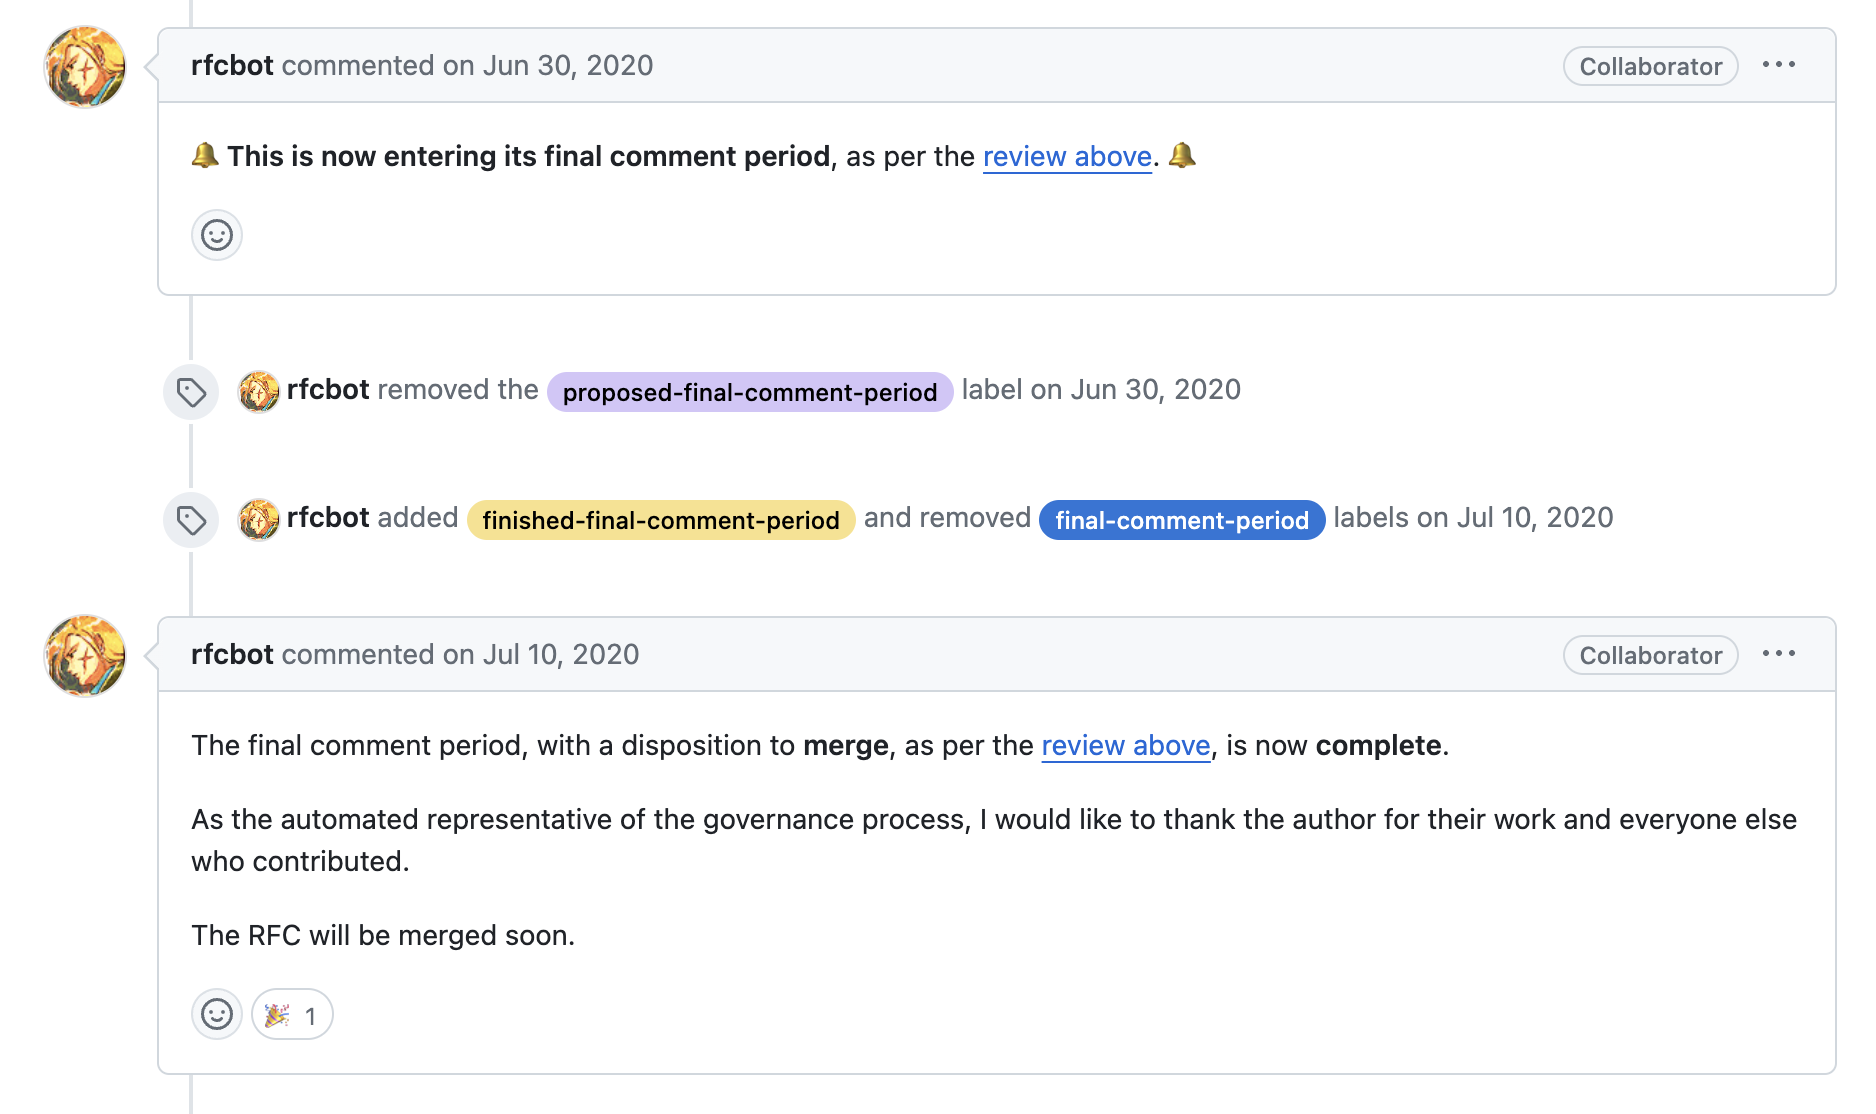 rfcbot commented on Jun 30, 2020 Collaborator
🔔 This is now entering its final comment period, as per the review above. 🔔
rfcbot removed the proposed-final-comment-period label on Jun 30, 2020
rfcbot added finished-final-comment-period and removed final-comment-period labels on Jul 10, 2020
rfcbot commented on Jul 10, 2020 Collaborator
The final comment period, with a disposition to merge, as per the review above, is now complete.
As the automated representative of the governance process, I would like to thank the author for their work and everyone else
who contributed.
The RFC will be merged soon.
🎉 1